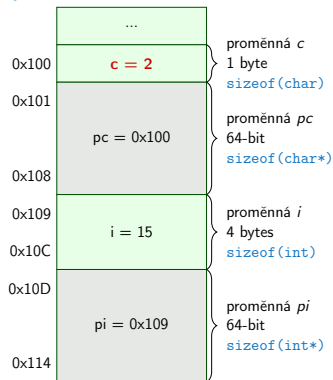 ...
0x100
c = 2
proměnná c
1 byte
sizeof(char)
0x101
pc = 0x100
0x108
proměnná pc
64-bit
sizeof(char*)
0x109
i = 15
0x10C
proměnná i
4 bytes
sizeof(int)
0x10D
pi = 0x109
0x114
proměnná pi
64-bit
sizeof(int*)